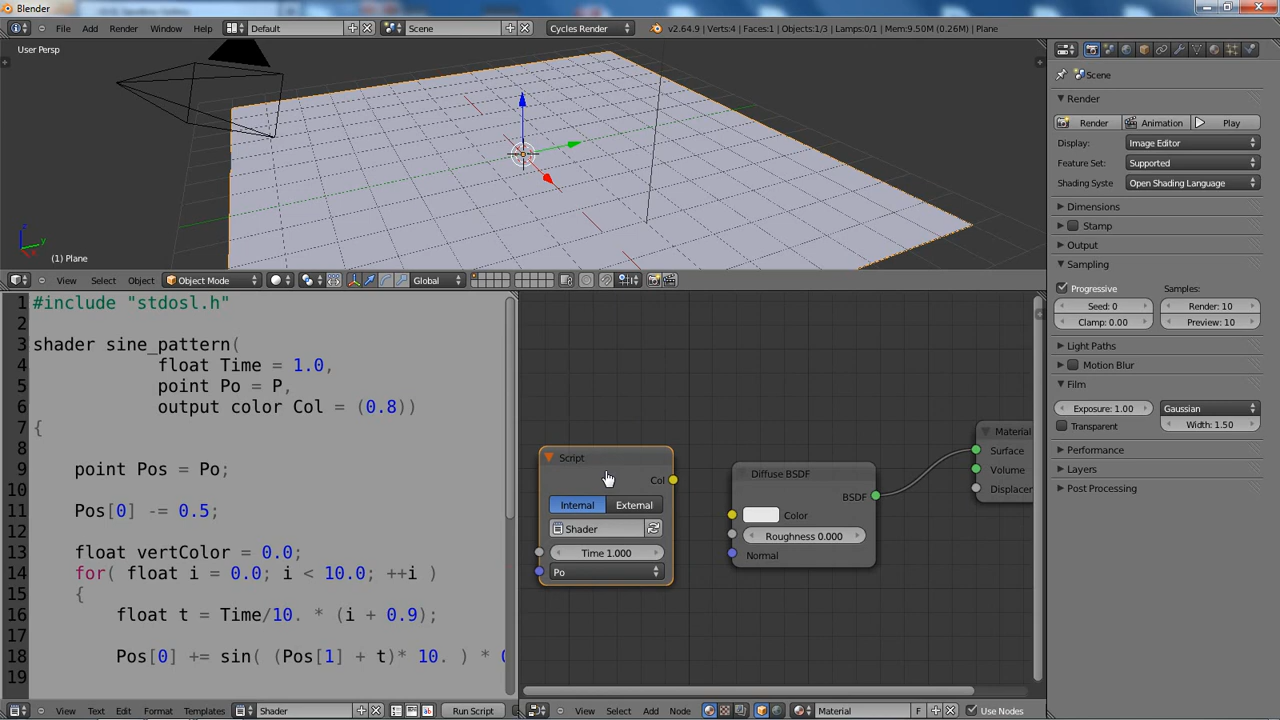 Blender
File Add Render Window Help Default Scene Cycles Render v2.64.9 | Verts:4 | Faces:1 | Objects:1/3 | Lamps:0/1 | Mem:9.50M (0.26M) | Plane
User Persp
(1) Plane
View Select Object Object Mode Global
Scene
Render
Render Animation Play
Display: Image Editor
Feature Set: Supported
Shading Syste Open Shading Language
Dimensions
Stamp
Output
Sampling
Progressive Samples:
Seed: 0 Render: 10
Clamp: 0.00 Preview: 10
Light Paths
Motion Blur
Film
Exposure: 1.00 Gaussian
Transparent Width: 1.50
Performance
Layers
Post Processing
1 #include "stdosl.h"
2
3 shader sine_pattern(
4 float Time = 1.0,
5 point Po = P,
6 output color Col = (0.8))
7 {
8
9 point Pos = Po;
10
11 Pos[0] -= 0.5;
12
13 float vertColor = 0.0;
14 for( float i = 0.0; i < 10.0; ++i )
15 {
16 float t = Time/10. * (i + 0.9);
17
18 Pos[0] += sin( (Pos[1] + t)* 10. ) *
19
Script
Col
Internal External
Shader
Time 1.000
Po
Diffuse BSDF
BSDF
Color
Roughness 0.000
Normal
Material
Surface
Volume
Displacer
View Text Edit Format Templates Shader Run Script
View Select Add Node Material F Use Nodes